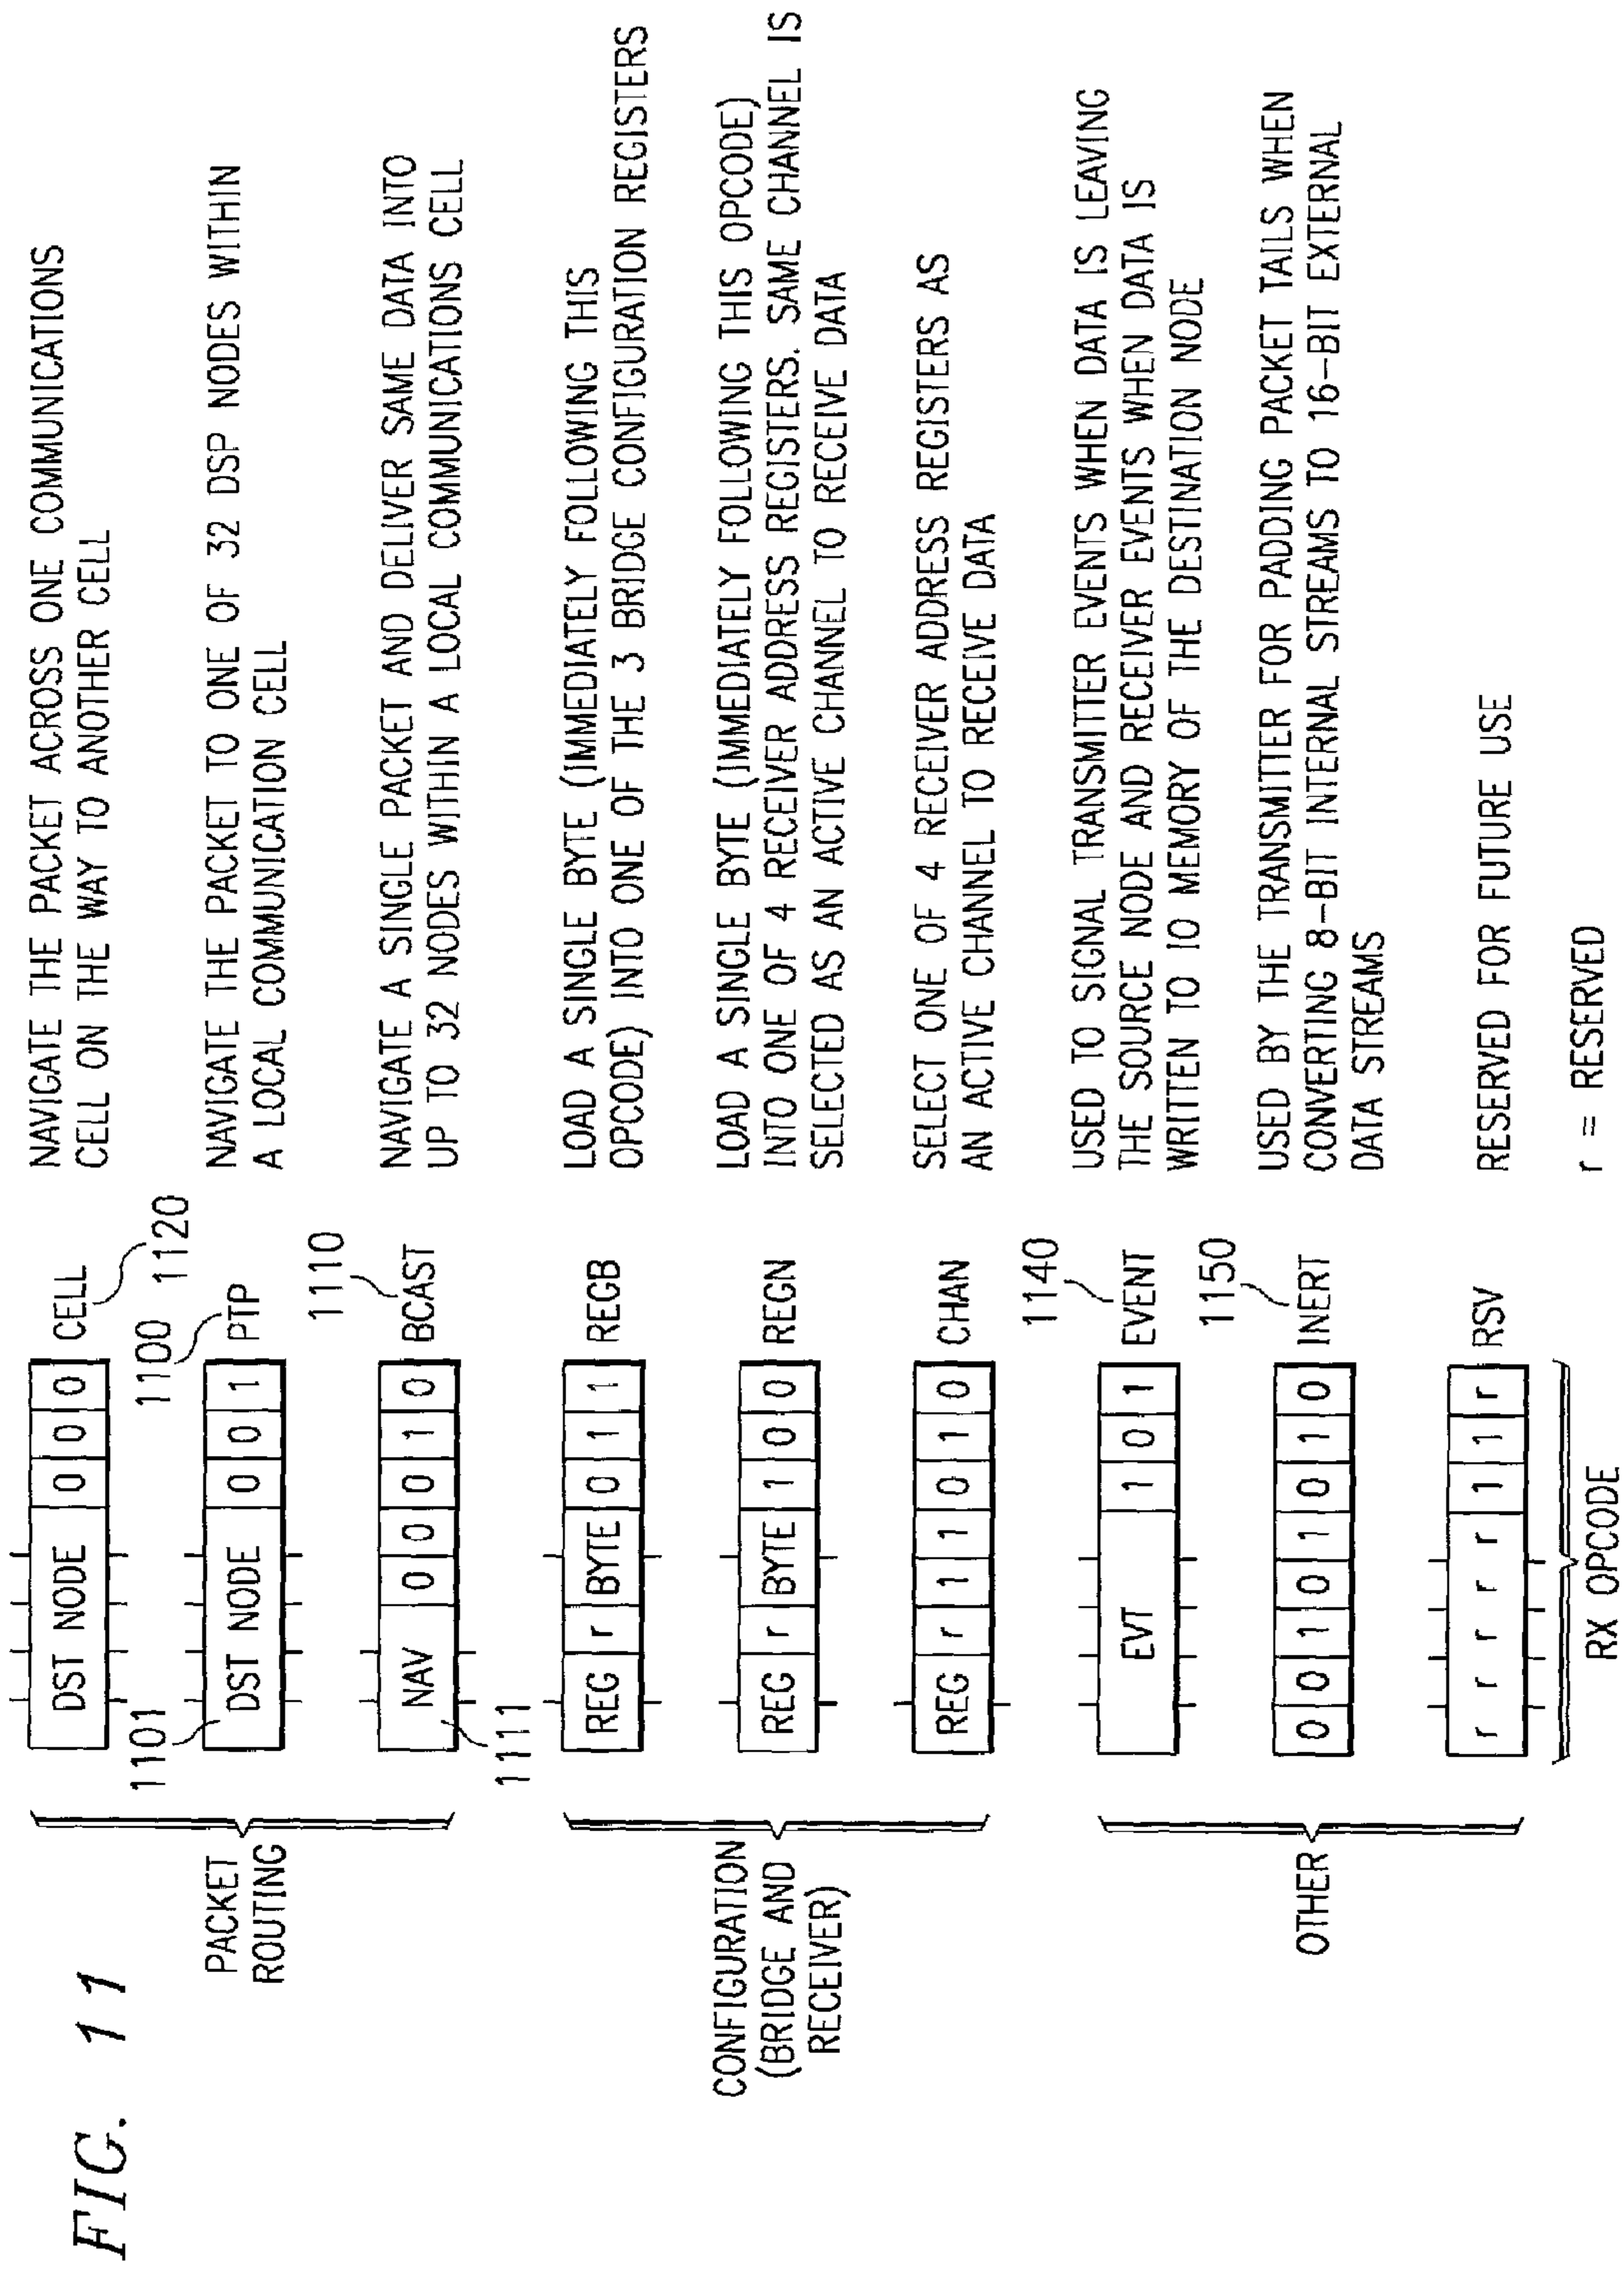 FIG. 11
PACKET
ROUTING
DST NODE 0 0 0 CELL
1120
NAVIGATE THE PACKET ACROSS ONE COMMUNICATIONS
CELL ON THE WAY TO ANOTHER CELL
1101
DST NODE 0 0 1 PTP
1100
NAVIGATE THE PACKET TO ONE OF 32 DSP NODES WITHIN
A LOCAL COMMUNICATION CELL
NAV 0 0 0 1 0 BCAST
1111
1110
NAVIGATE A SINGLE PACKET AND DELIVER SAME DATA INTO
UP TO 32 NODES WITHIN A LOCAL COMMUNICATIONS CELL
CONFIGURATION
(BRIDGE AND
RECEIVER)
REG r BYTE 0 1 1 REGB
LOAD A SINGLE BYTE (IMMEDIATELY FOLLOWING THIS
OPCODE) INTO ONE OF THE 3 BRIDGE CONFIGURATION REGISTERS
REG r BYTE 1 0 0 REGN
LOAD A SINGLE BYTE (IMMEDIATELY FOLLOWING THIS OPCODE)
INTO ONE OF 4 RECEIVER ADDRESS REGISTERS. SAME CHANNEL IS
SELECTED AS AN ACTIVE CHANNEL TO RECEIVE DATA
REG r 1 1 0 1 0 CHAN
SELECT ONE OF 4 RECEIVER ADDRESS REGISTERS AS
AN ACTIVE CHANNEL TO RECEIVE DATA
OTHER
EVT 1 0 1 EVENT
1140
USED TO SIGNAL TRANSMITTER EVENTS WHEN DATA IS LEAVING
THE SOURCE NODE AND RECEIVER EVENTS WHEN DATA IS
WRITTEN TO IO MEMORY OF THE DESTINATION NODE
0 0 1 0 1 0 1 0 INERT
1150
USED BY THE TRANSMITTER FOR PADDING PACKET TAILS WHEN
CONVERTING 8-BIT INTERNAL STREAMS TO 16-BIT EXTERNAL
DATA STREAMS
r r r r r 1 1 r RSV
RESERVED FOR FUTURE USE
RX OPCODE
r = RESERVED